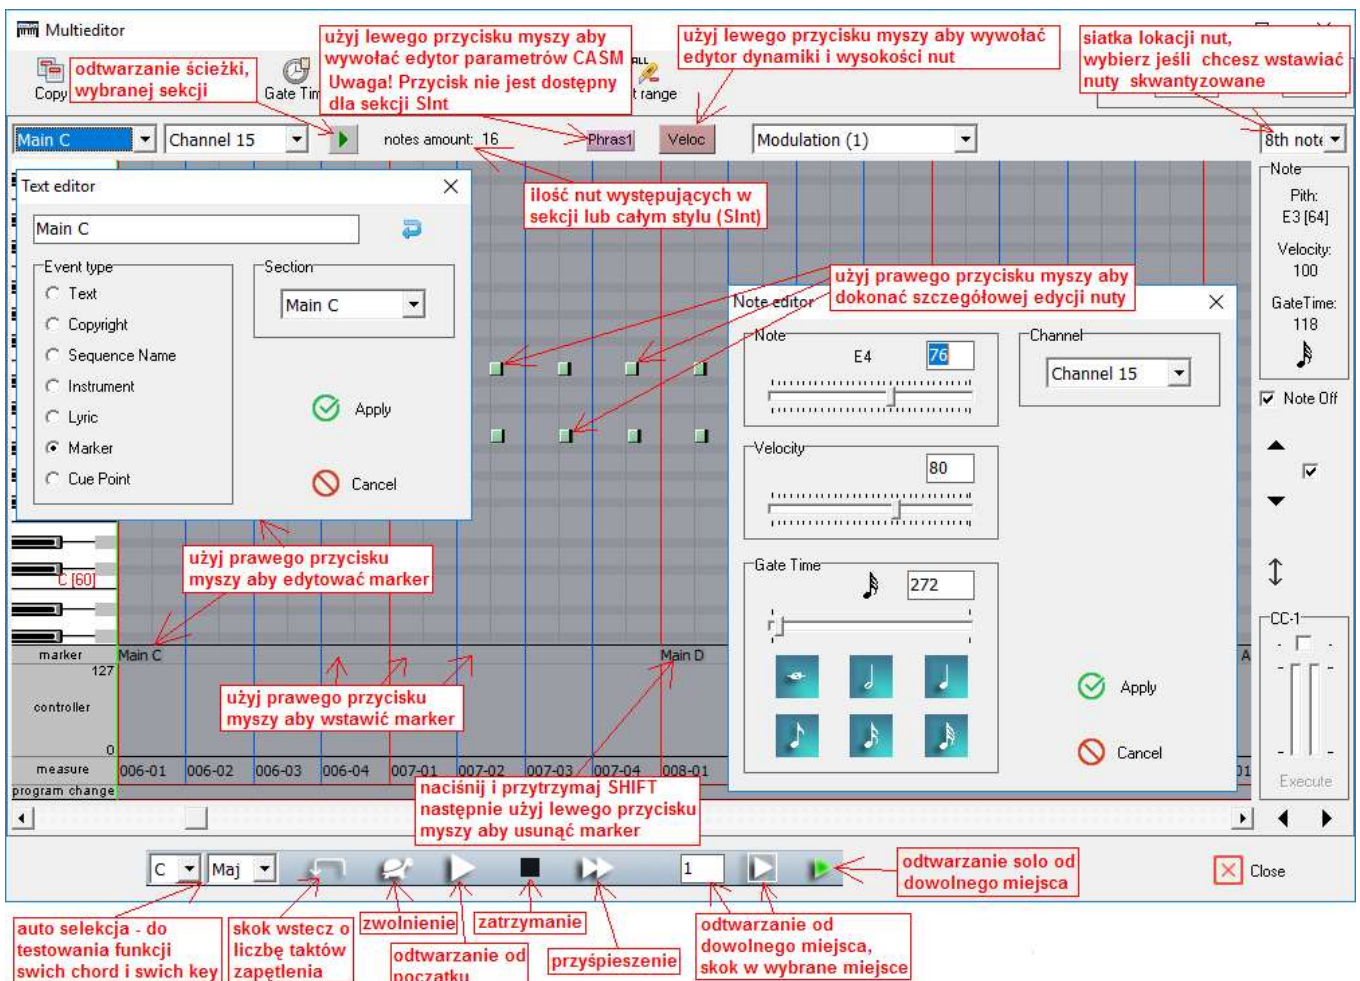 Multieditor
użyj lewego przycisku myszy aby
wywołać edytor parametrów CASM
Uwaga! Przycisk nie jest dostępny
dla sekcji SInt
użyj lewego przycisku myszy aby wywołać
edytor dynamiki i wysokości nut
siatka lokacji nut,
wybierz jeśli chcesz wstawiać
nuty skwantyzowane
odtwarzanie ścieżki,
wybranej sekcji
Copy
Gate Tim
ALL
t range
Main C
Channel 15
notes amount: 16
Phras1
Veloc
Modulation (1)
8th note
Text editor
Main C
Event type
Text
Copyright
Sequence Name
Instrument
Lyric
Marker
Cue Point
Section
Main C
Apply
Cancel
ilość nut występujących w
sekcji lub całym stylu (SInt)
użyj prawego przycisku myszy aby
dokonać szczegółowej edycji nuty
Note editor
Note
E4
76
Channel
Channel 15
Velocity
80
Gate Time
272
Apply
Cancel
Note
Pith:
E3 [64]
Velocity:
100
GateTime:
118
Note Off
CC-1
Execute
użyj prawego przycisku
myszy aby edytować marker
C [60]
marker
Main C
Main D
A
127
controller
0
użyj prawego przycisku
myszy aby wstawić marker
measure
006-01
006-02
006-03
006-04
007-01
007-02
007-03
007-04
008-01
01
program change
naciśnij i przytrzymaj SHIFT
następnie użyj lewego przycisku
myszy aby usunąć marker
C
Maj
1
odtwarzanie solo od
dowolnego miejsca
Close
auto selekcja - do
testowania funkcji
swich chord i swich key
skok wstecz o
liczbę taktów
zapętlenia
zwolnienie
odtwarzanie od
początku
zatrzymanie
przyśpieszenie
odtwarzanie od
dowolnego miejsca,
skok w wybrane miejsce